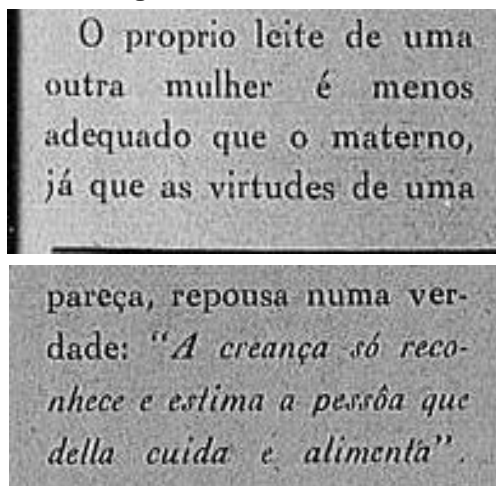 O proprio leite de uma
outra mulher é menos
adequado que o materno,
já que as virtudes de uma
pareça, repousa numa ver-
dade: "A creança só reco-
nhece e estima a pessôa que
della cuida e alimenta".